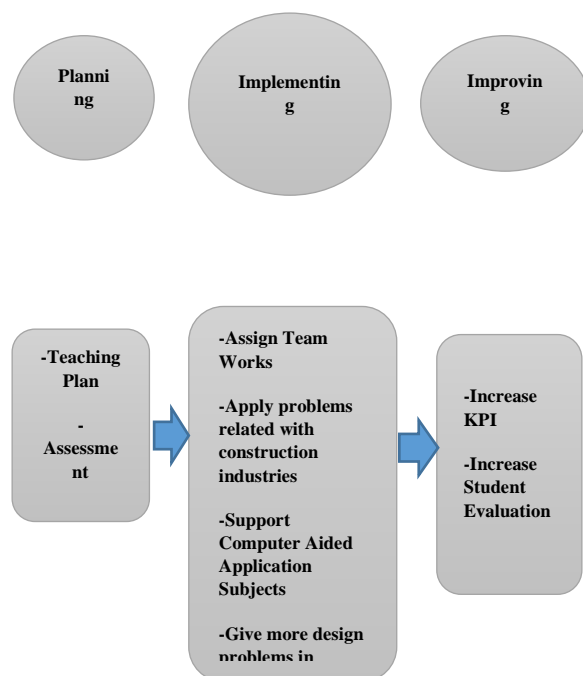 Planni
ng
Implementin
g
Improvin
g
-Teaching
Plan
-
Assessme
nt
-Assign Team
Works
-Apply problems
related with
construction
industries
-Support
Computer Aided
Application
Subjects
-Give more design
problems in
-Increase
KPI
-Increase
Student
Evaluation